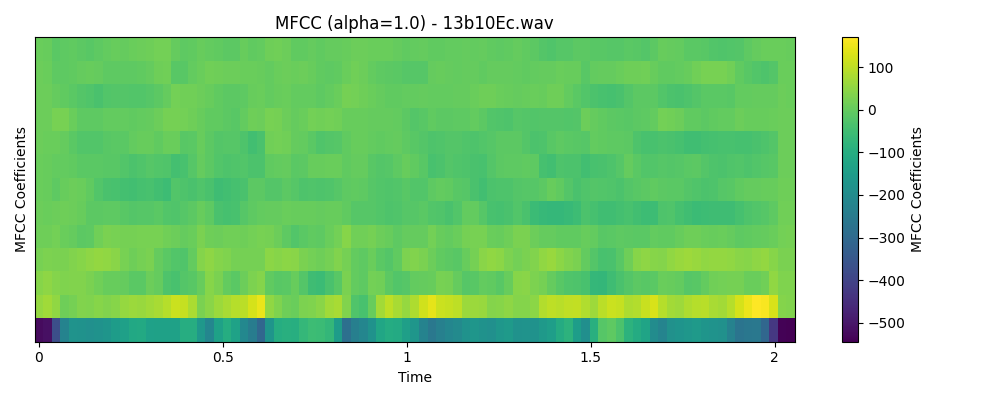 MFCC (alpha=1.0) - 13b10Ec.wav
MFCC Coefficients
0 0.5 1 1.5 2
Time
100
0
−100
−200
−300
−400
−500
MFCC Coefficients